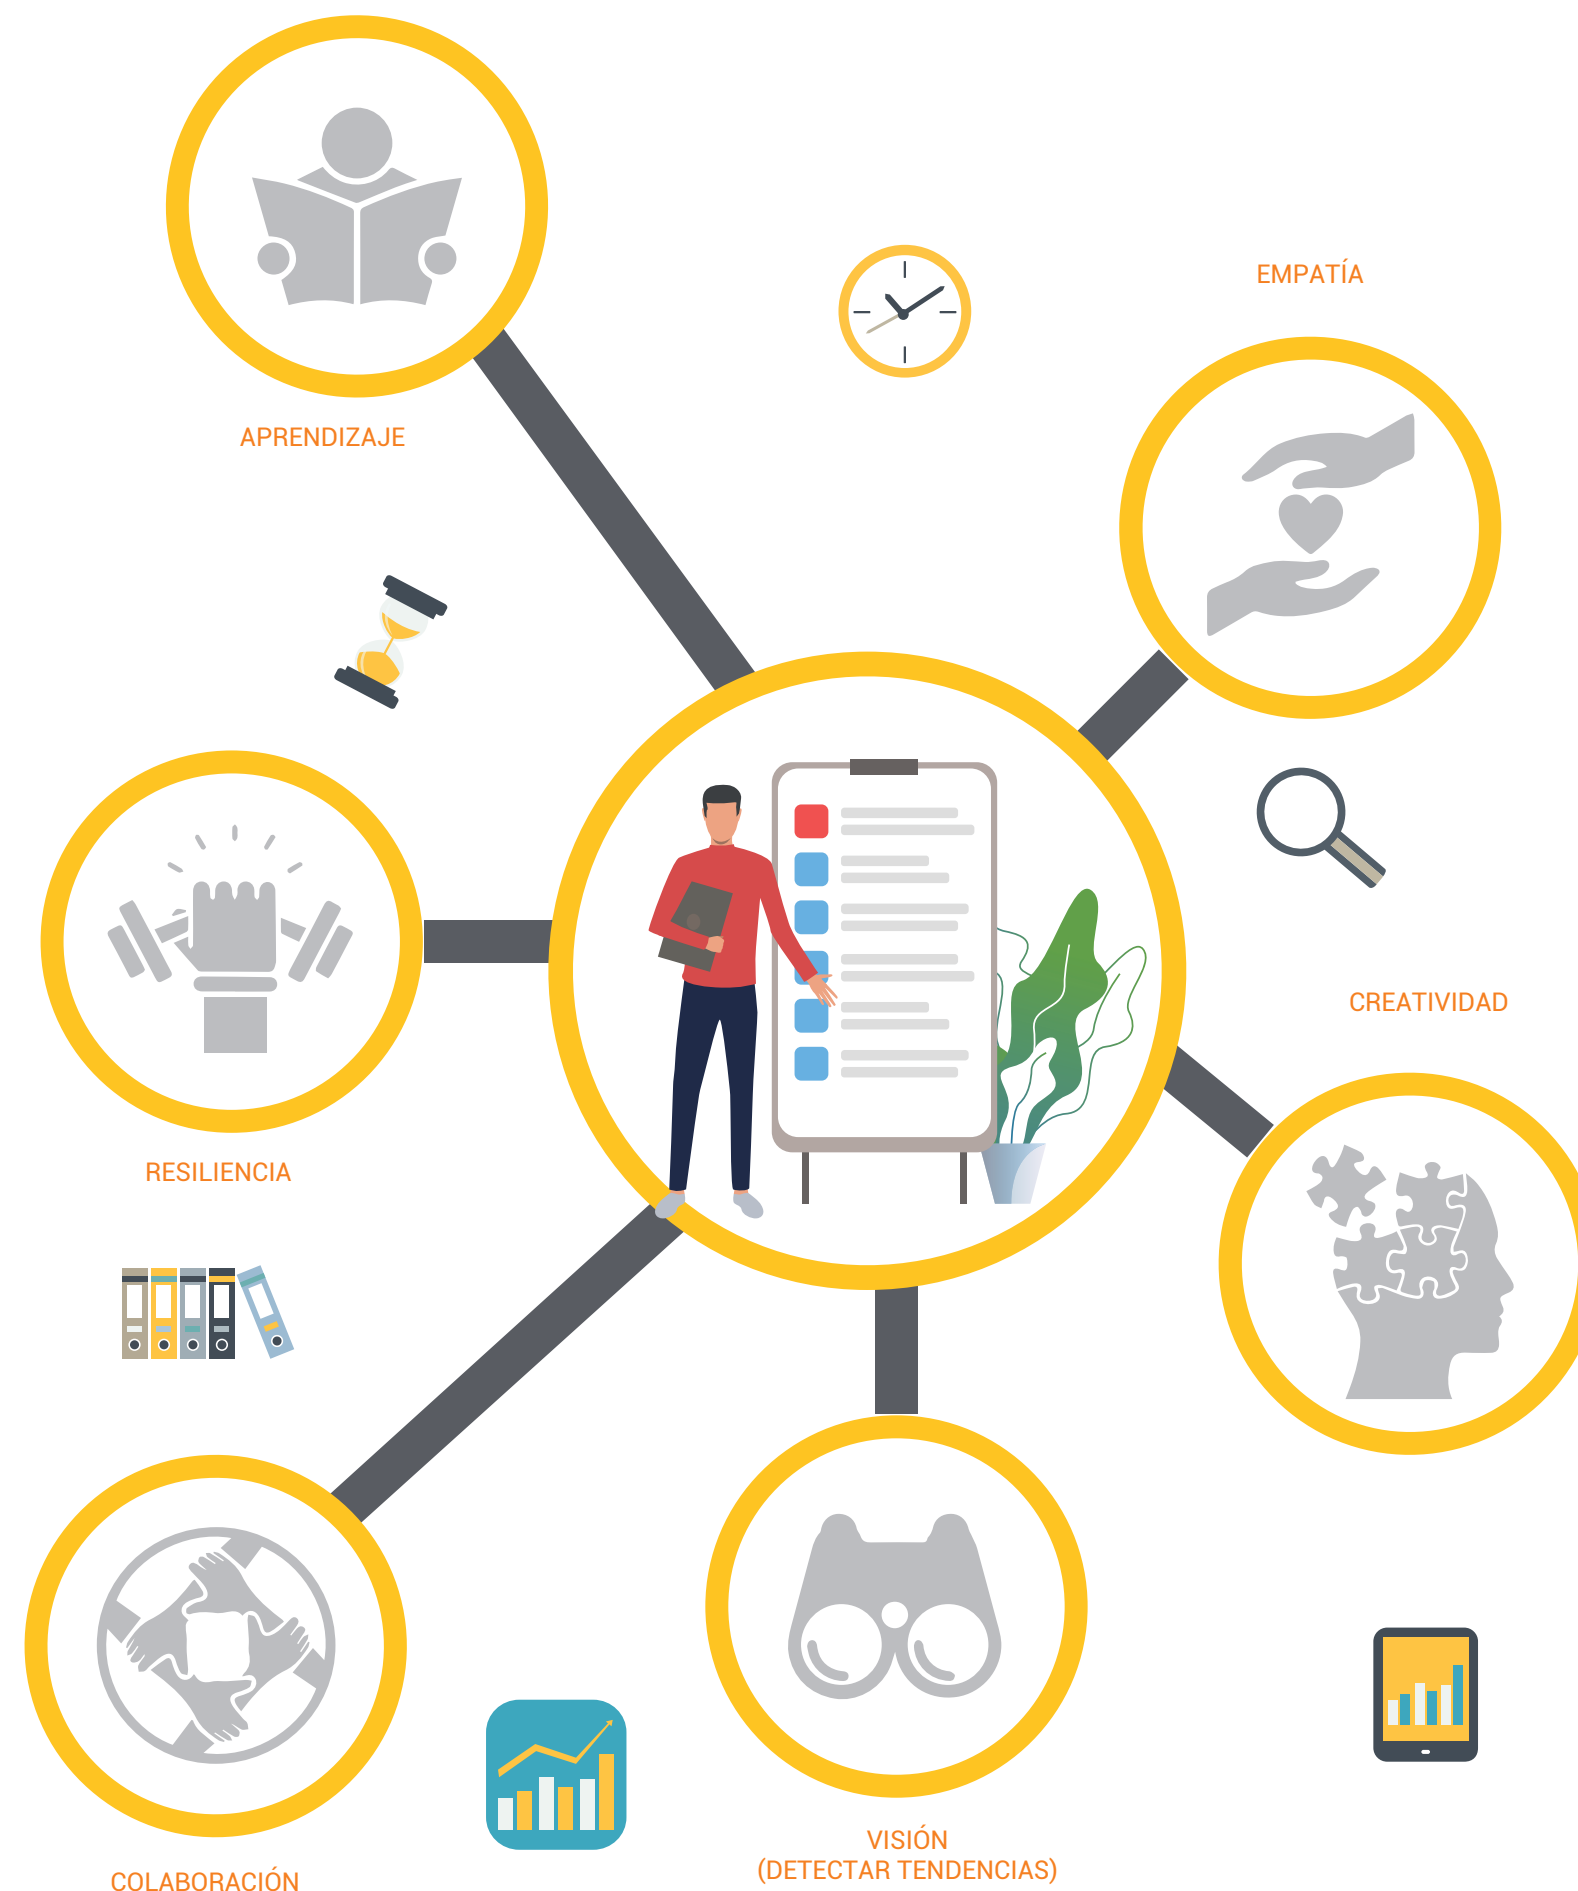 EMPATÍA
APRENDIZAJE
CREATIVIDAD
RESILIENCIA
VISIÓN
(DETECTAR TENDENCIAS)
COLABORACIÓN